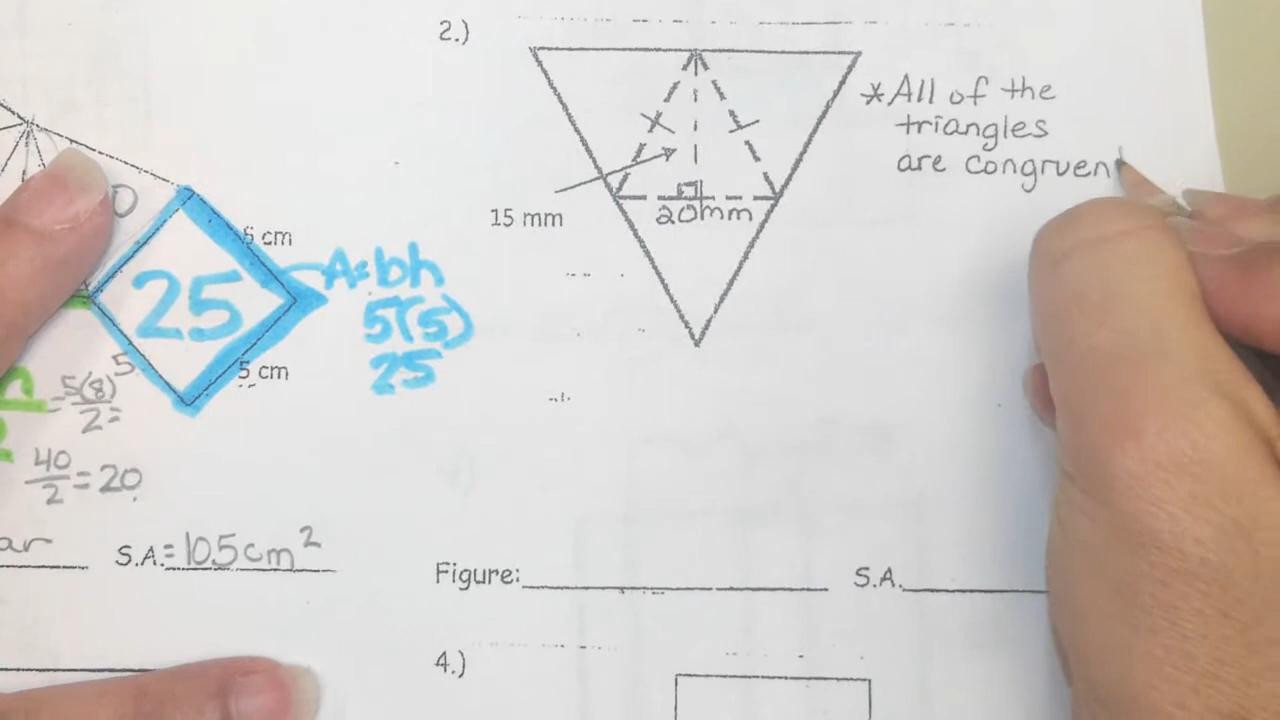 2.)
*All of the
triangles
are congruen
15 mm
20mm
5 cm
25
A=bh
5(5)
25
5 cm
5
5(8)
2
=
40
2
=20
S.A.=105cm²
Figure:
S.A.
4.)